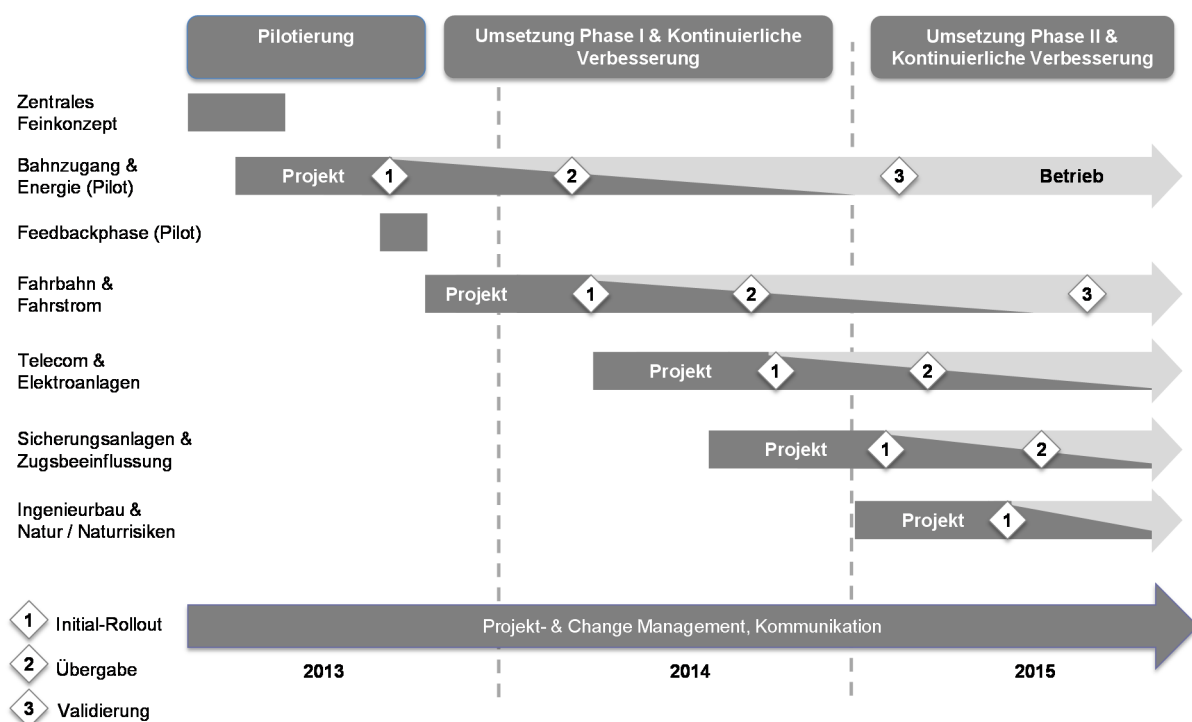 Pilotierung
Umsetzung Phase I & Kontinuierliche
Verbesserung
Umsetzung Phase II &
Kontinuierliche Verbesserung
Zentrales
Feinkonzept
Bahnzugang &
Energie (Pilot)
Projekt
1
2
3
Betrieb
Feedbackphase (Pilot)
Fahrbahn &
Fahrstrom
Projekt
1
2
3
Telecom &
Elektroanlagen
Projekt
1
2
Sicherungsanlagen &
Zugsbeeinflussung
Projekt
1
2
Ingenieurbau &
Natur / Naturrisiken
Projekt
1
1 Initial-Rollout
2 Übergabe
3 Validierung
Projekt- & Change Management, Kommunikation
2013
2014
2015